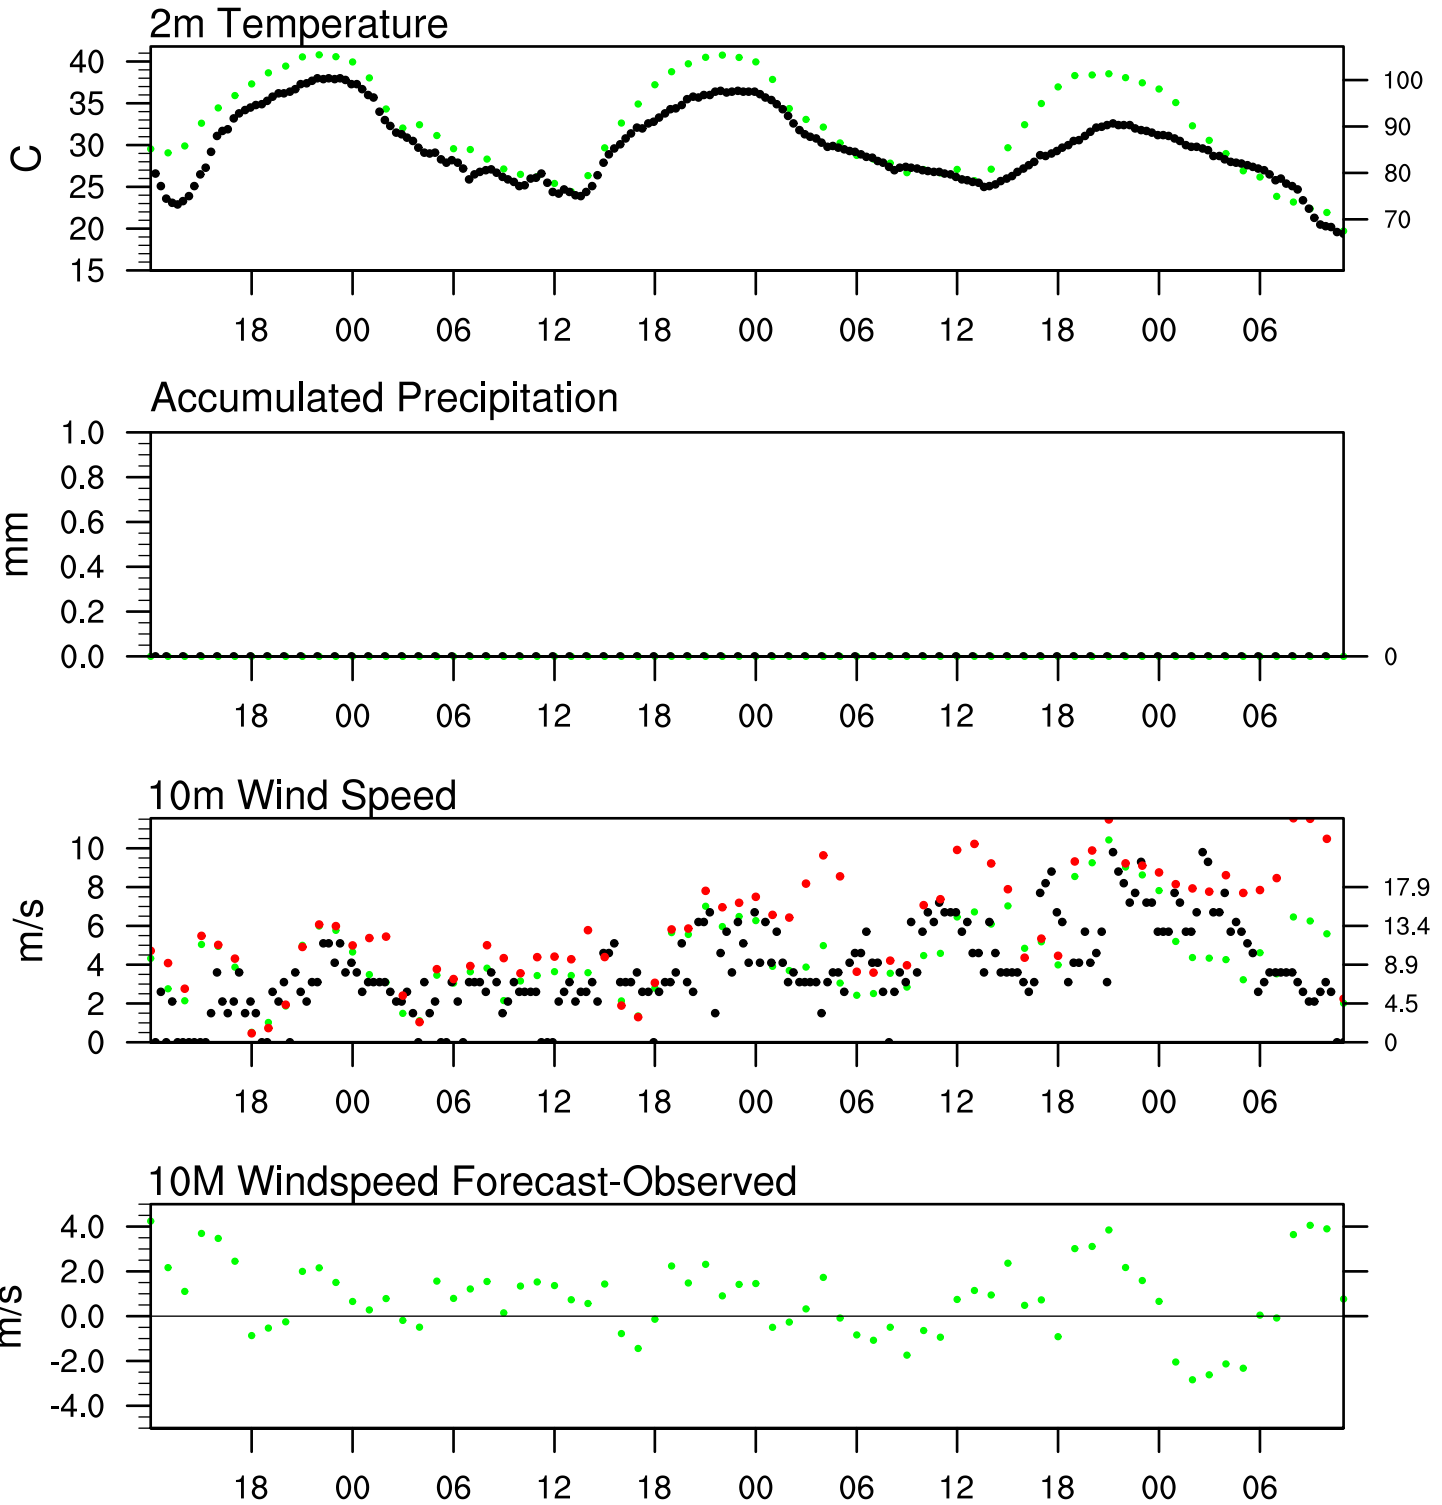 2m Temperature
40
35
30
25
20
15
C
100
90
80
70
18 00 06 12 18 00 06 12 18 00 06
Accumulated Precipitation
1.0
0.8
0.6
0.4
0.2
0.0
mm
0
18 00 06 12 18 00 06 12 18 00 06
10m Wind Speed
10
8
6
4
2
0
m/s
17.9
13.4
8.9
4.5
0
18 00 06 12 18 00 06 12 18 00 06
10M Windspeed Forecast-Observed
4.0
2.0
0.0
-2.0
-4.0
m/s
18 00 06 12 18 00 06 12 18 00 06